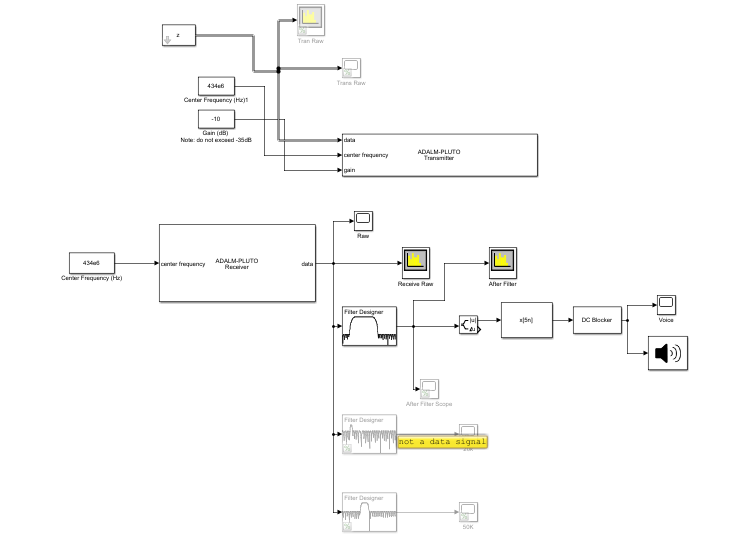 z
Tran Raw
Trans Raw
434e6
Center Frequency (Hz)1
-10
Gain (dB)
Note: do not exceed -35dB
data
center frequency
gain
ADALM-PLUTO
Transmitter
434e6
Center Frequency (Hz)
center frequency
ADALM-PLUTO
Receiver
data
Raw
Receive Raw
After Filter
Filter Designer
|u|
∠u
x[5n]
DC Blocker
Voice
After Filter Scope
Filter Designer
not a data signal
Filter Designer
50K